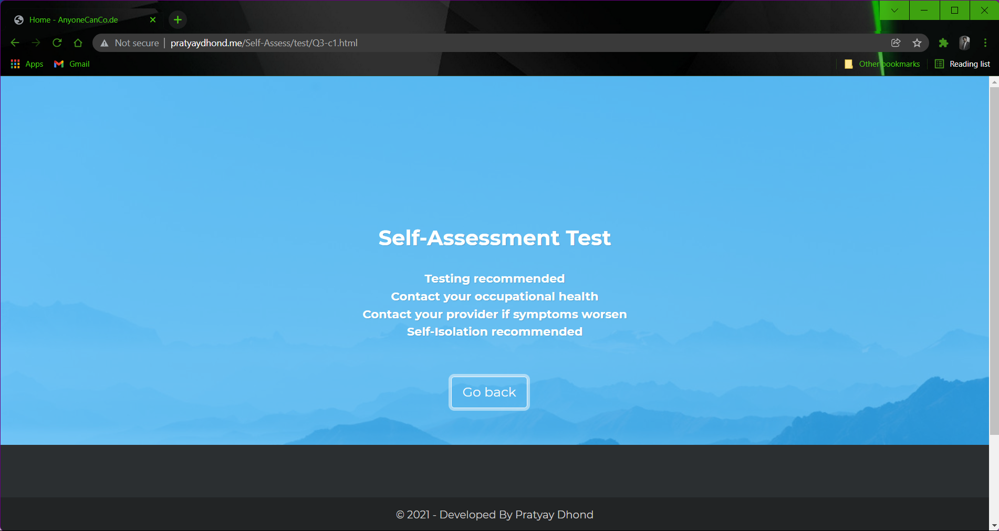 Home - AnyoneCanCo.de
Not secure | pratyaydhond.me/Self-Assess/test/Q3-c1.html
Apps Gmail Other bookmarks Reading list
Self-Assessment Test
Testing recommended
Contact your occupational health
Contact your provider if symptoms worsen
Self-Isolation recommended
Go back
© 2021 - Developed By Pratyay Dhond